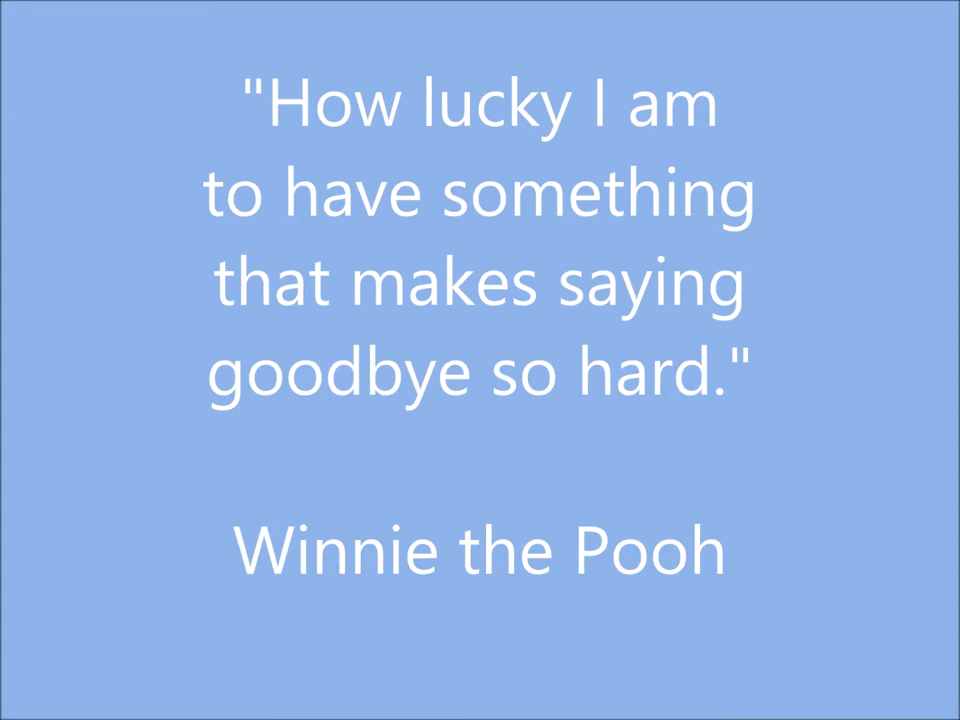 "How lucky I am
to have something
that makes saying
goodbye so hard."
Winnie the Pooh